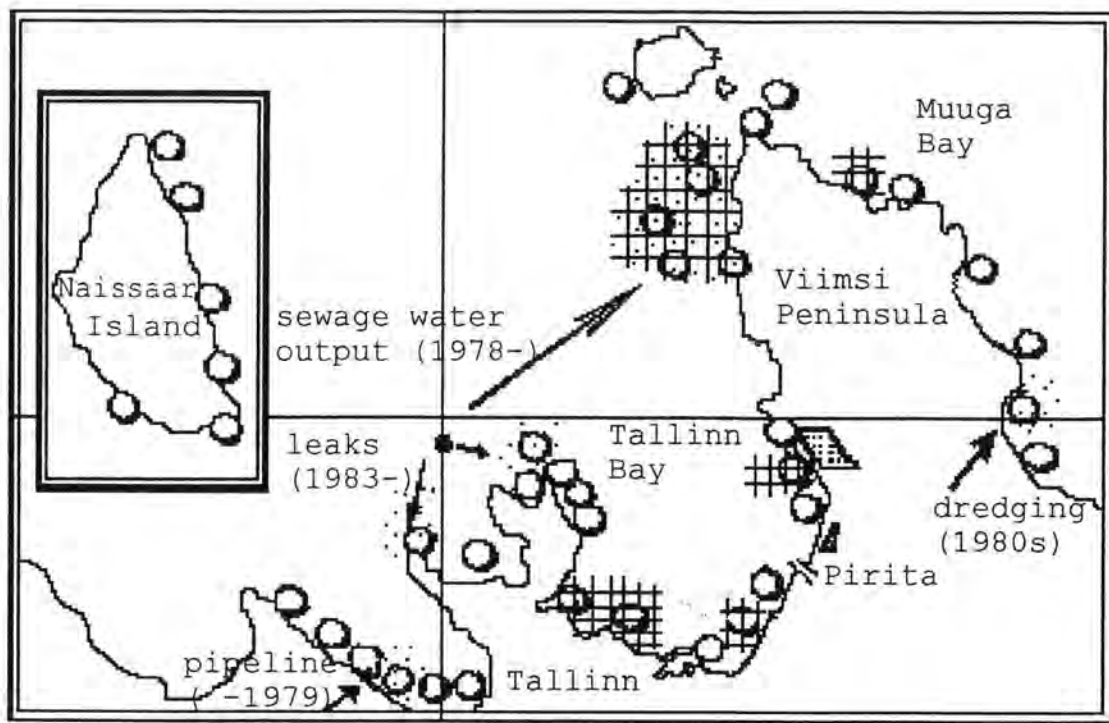 Muuga
Bay
Naissaar
Island
sewage water
output (1978-)
Viimsi
Peninsula
leaks
(1983-)
Tallinn
Bay
dredging
(1980s)
Pirita
pipeline
( -1979)
Tallinn